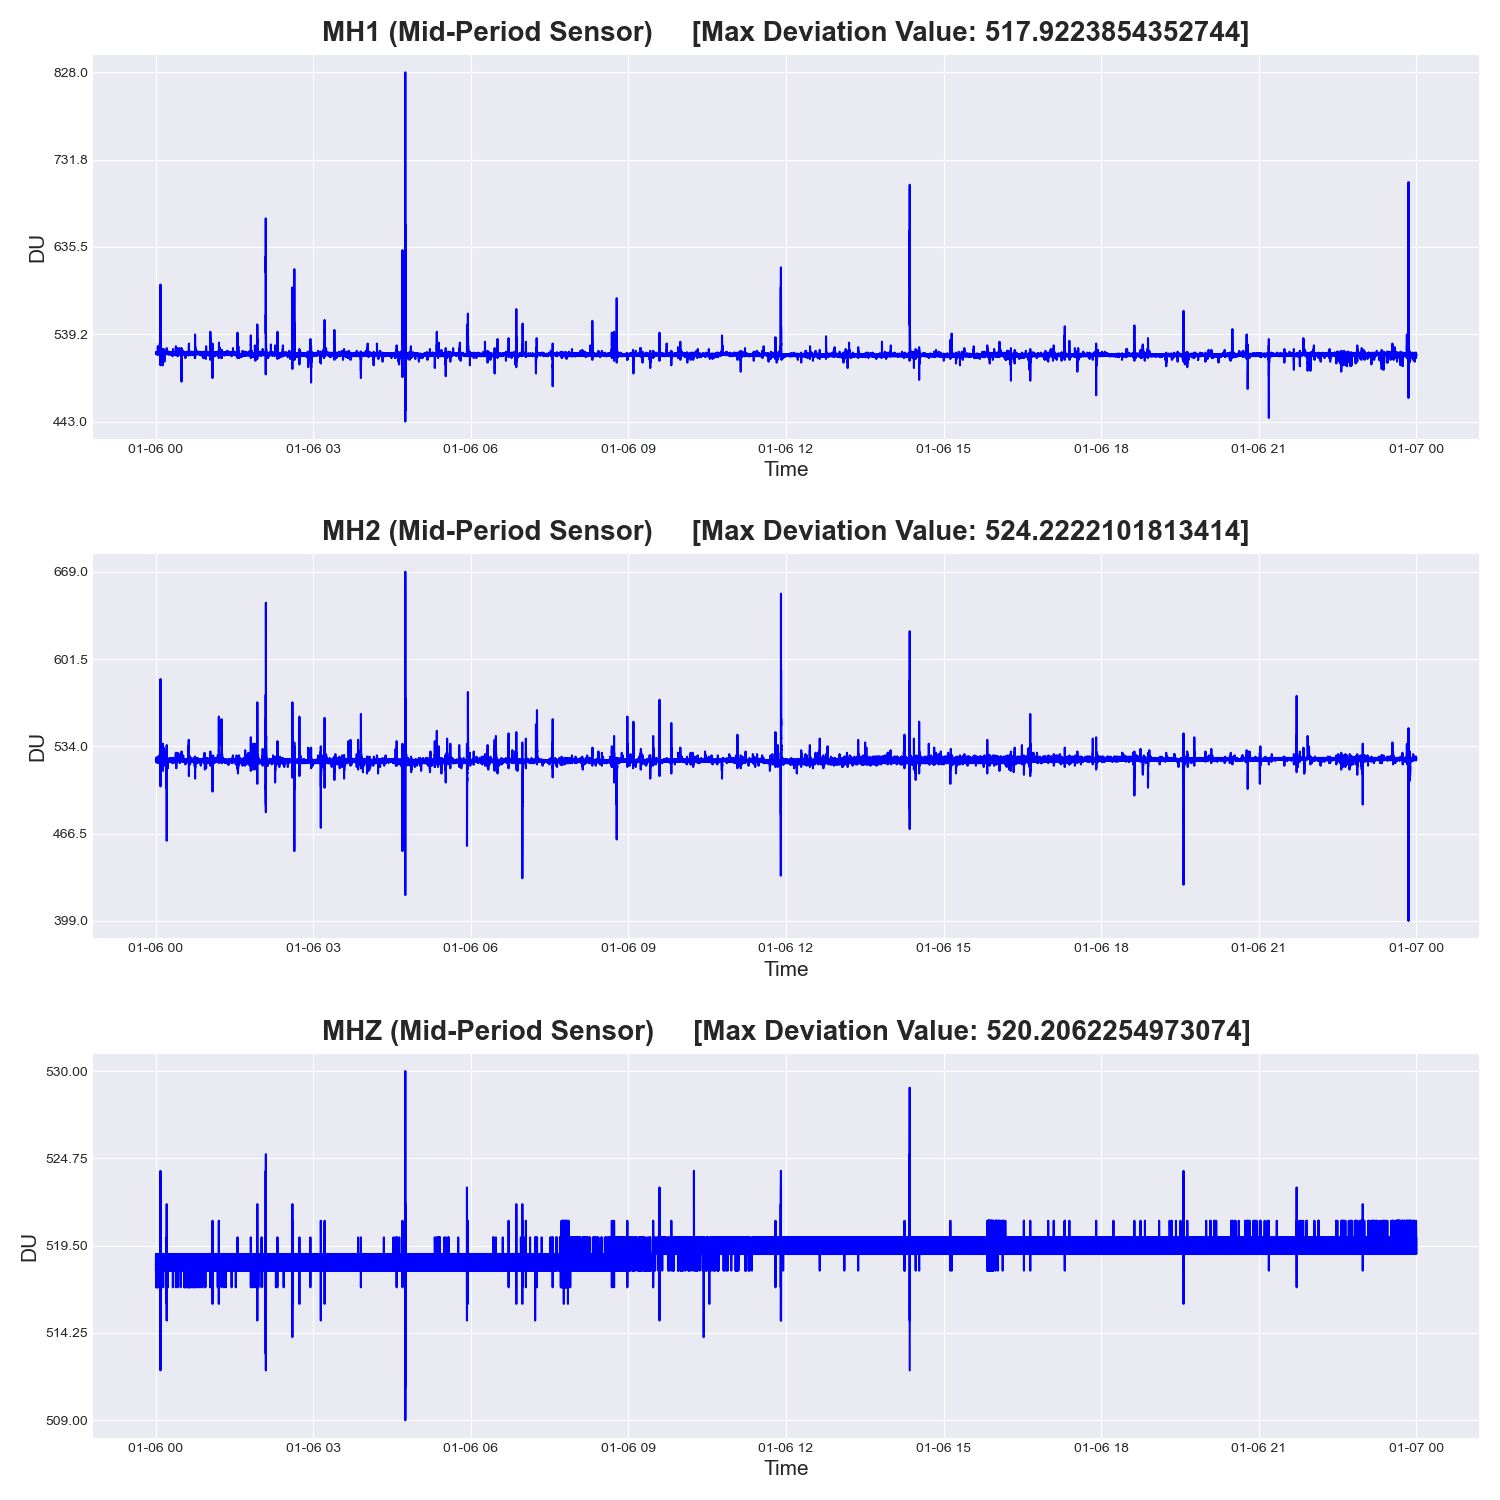 MH1 (Mid-Period Sensor) [Max Deviation Value: 517.9223854352744]
828.0
731.8
635.5
539.2
443.0
DU
01-06 00 01-06 03 01-06 06 01-06 09 01-06 12 01-06 15 01-06 18 01-06 21 01-07 00
Time
MH2 (Mid-Period Sensor) [Max Deviation Value: 524.2222101813414]
669.0
601.5
534.0
466.5
399.0
DU
01-06 00 01-06 03 01-06 06 01-06 09 01-06 12 01-06 15 01-06 18 01-06 21 01-07 00
Time
MHZ (Mid-Period Sensor) [Max Deviation Value: 520.2062254973074]
530.00
524.75
519.50
514.25
509.00
DU
01-06 00 01-06 03 01-06 06 01-06 09 01-06 12 01-06 15 01-06 18 01-06 21 01-07 00
Time